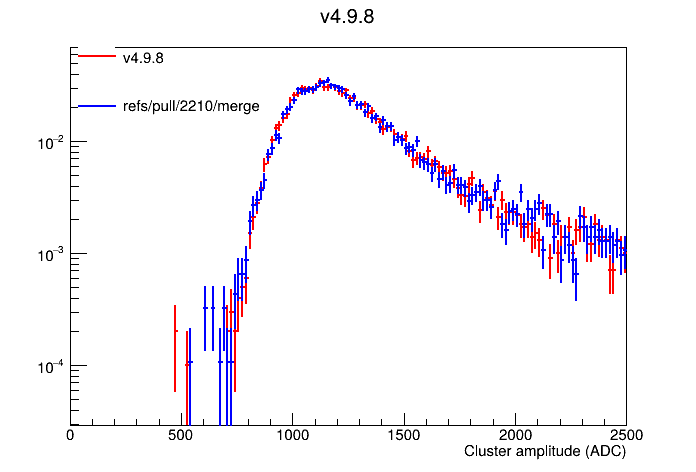 v4.9.8
v4.9.8
refs/pull/2210/merge
10⁻²
10⁻³
10⁻⁴
0 500 1000 1500 2000 2500
Cluster amplitude (ADC)